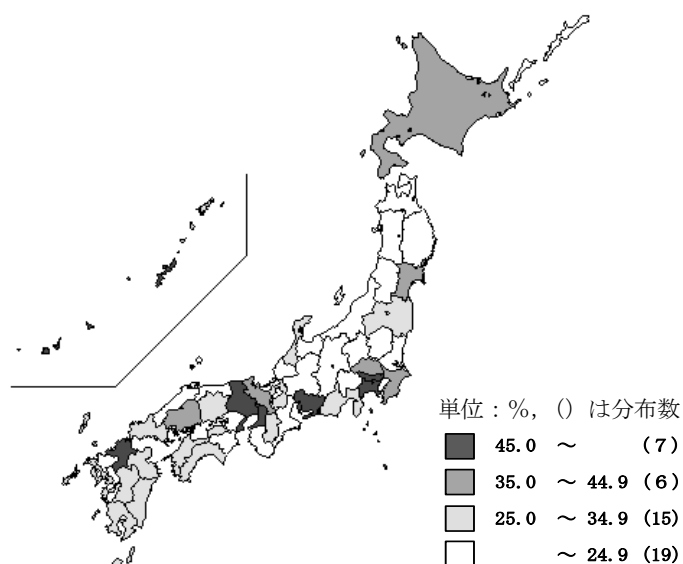 単位：%，（）は分布数
45.0 ～ (7)
35.0 ～ 44.9 (6)
25.0 ～ 34.9 (15)
～ 24.9 (19)